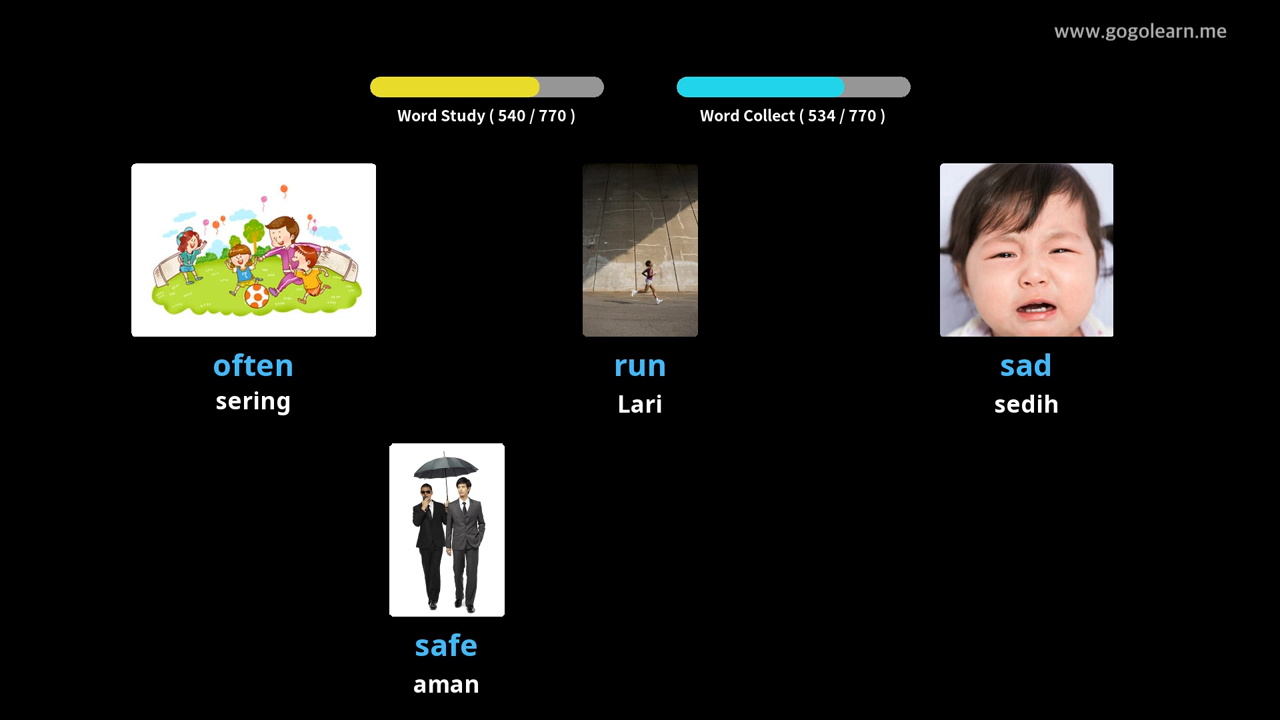 www.gogolearn.me
Word Study ( 540 / 770 )
Word Collect ( 534 / 770 )
often
sering
run
Lari
sad
sedih
safe
aman